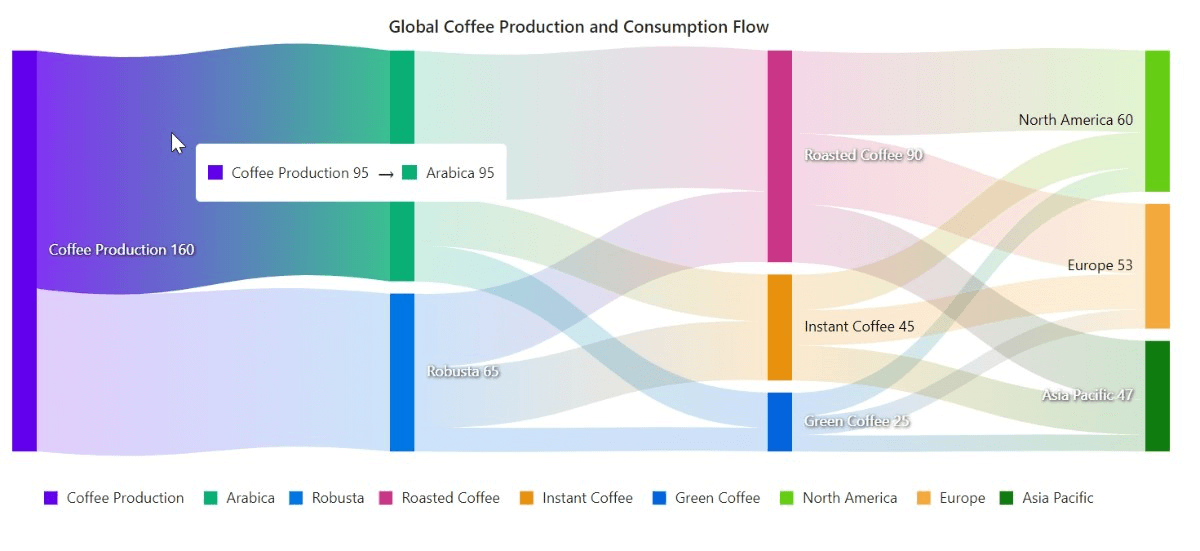 Global Coffee Production and Consumption Flow
North America 60
Roasted Coffee 90
Coffee Production 95 → Arabica 95
Coffee Production 160
Europe 53
Instant Coffee 45
Robusta 65
Asia Pacific 47
Green Coffee 25
Coffee Production Arabica Robusta Roasted Coffee Instant Coffee Green Coffee North America Europe Asia Pacific